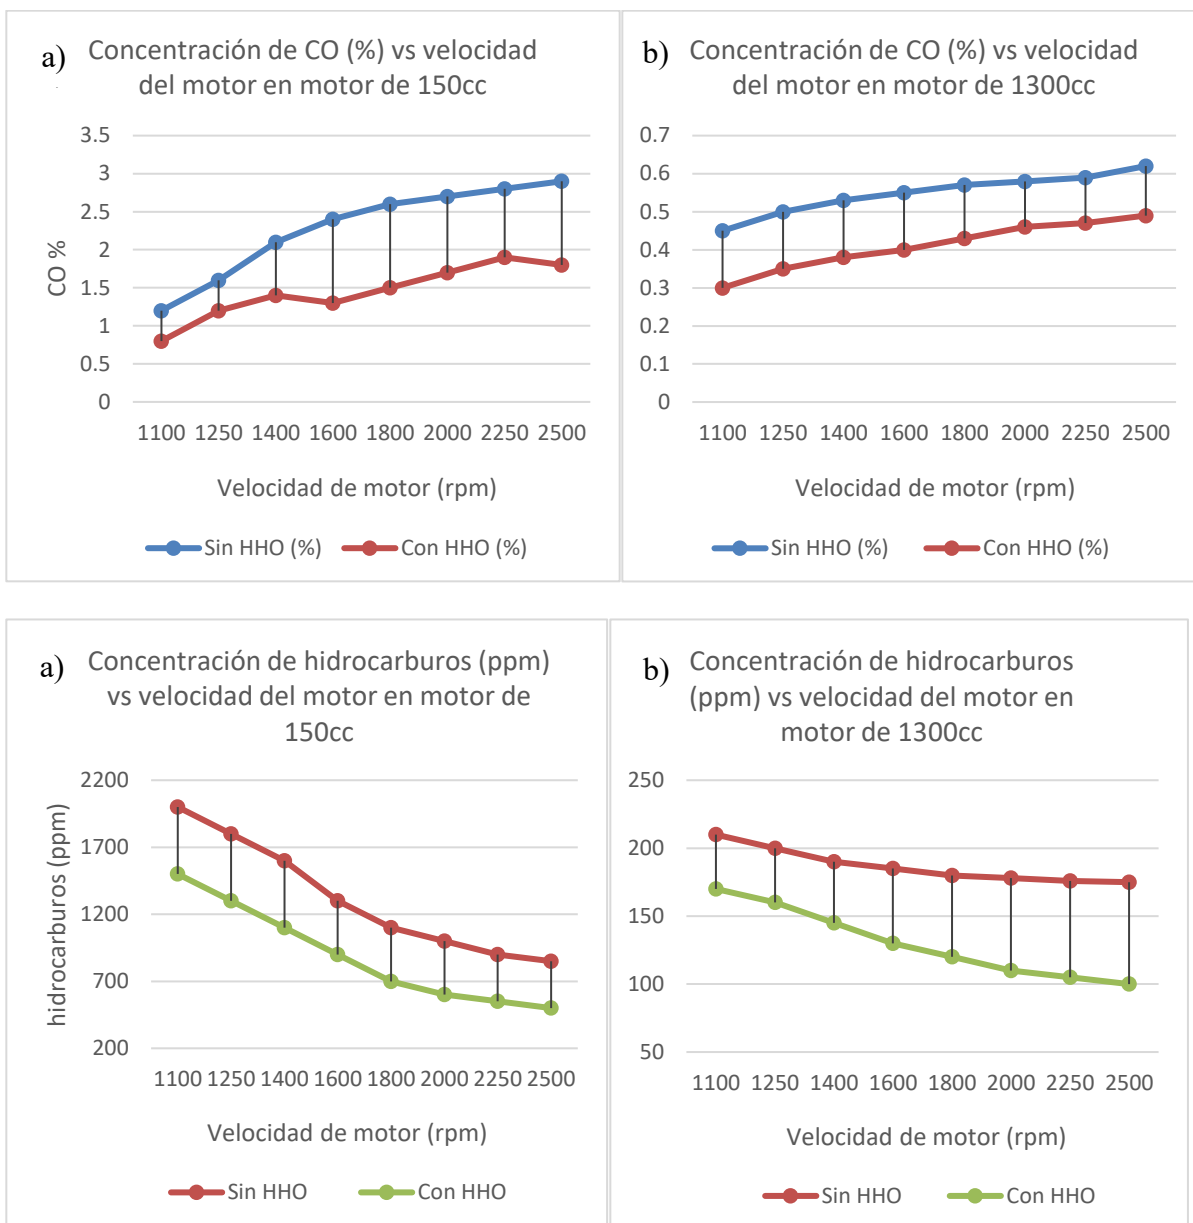 a) Concentración de CO (%) vs velocidad
del motor en motor de 150cc
3.5
3
2.5
2
1.5
1
0.5
0
CO %
1100 1250 1400 1600 1800 2000 2250 2500
Velocidad de motor (rpm)
Sin HHO (%) Con HHO (%)
b) Concentración de CO (%) vs velocidad
del motor en motor de 1300cc
0.7
0.6
0.5
0.4
0.3
0.2
0.1
0
1100 1250 1400 1600 1800 2000 2250 2500
Velocidad de motor (rpm)
Sin HHO (%) Con HHO (%)
a) Concentración de hidrocarburos (ppm)
vs velocidad del motor en motor de
150cc
2200
1700
1200
700
200
hidrocarburos (ppm)
1100 1250 1400 1600 1800 2000 2250 2500
Velocidad de motor (rpm)
Sin HHO Con HHO
b) Concentración de hidrocarburos
(ppm) vs velocidad del motor en
motor de 1300cc
250
200
150
100
50
1100 1250 1400 1600 1800 2000 2250 2500
Velocidad de motor (rpm)
Sin HHO Con HHO